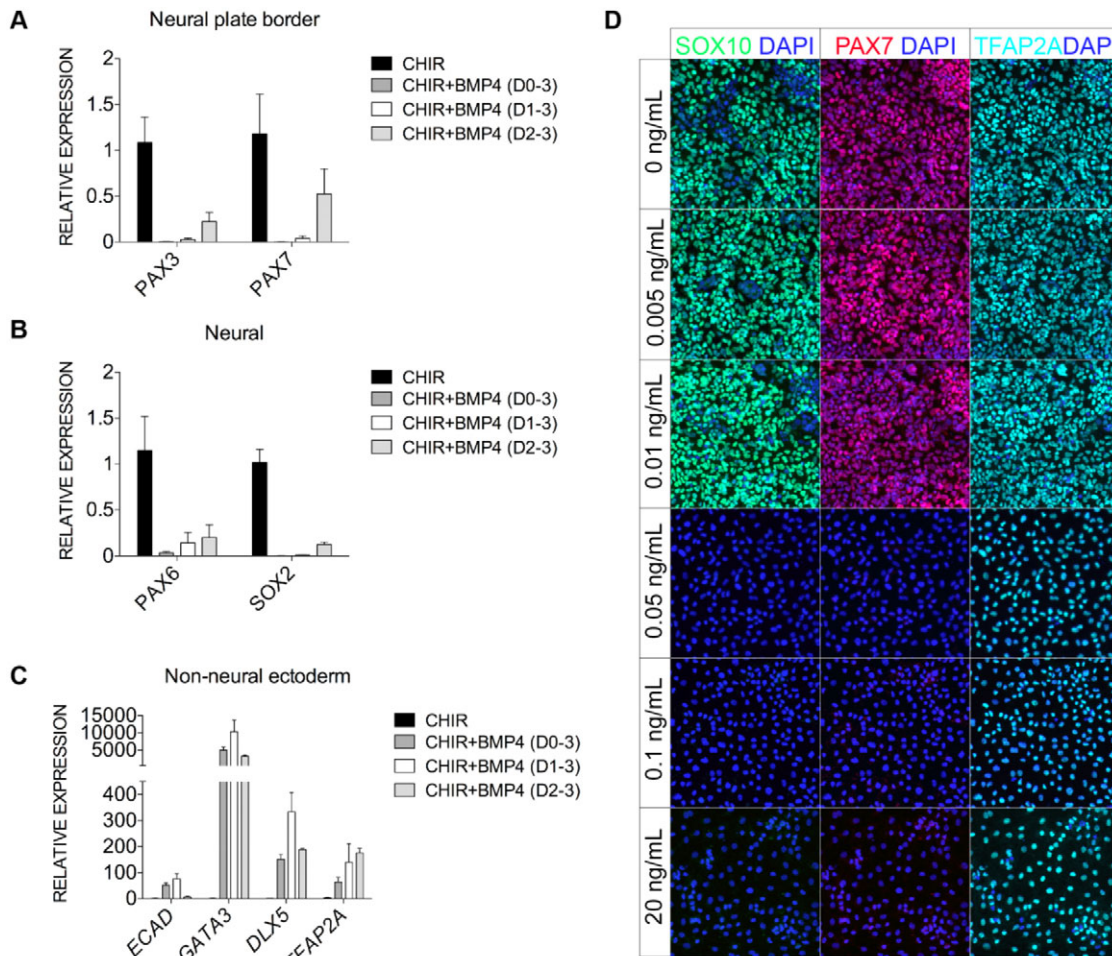 A
Neural plate border
RELATIVE EXPRESSION
2
1.5
1
0.5
0
PAX3
PAX7
CHIR
CHIR+BMP4 (D0-3)
CHIR+BMP4 (D1-3)
CHIR+BMP4 (D2-3)
B
Neural
RELATIVE EXPRESSION
2
1.5
1
0.5
0
PAX6
SOX2
CHIR
CHIR+BMP4 (D0-3)
CHIR+BMP4 (D1-3)
CHIR+BMP4 (D2-3)
C
Non-neural ectoderm
RELATIVE EXPRESSION
15000
10000
5000
400
300
200
100
0
ECAD
GATA3
DLX5
TFAP2A
CHIR
CHIR+BMP4 (D0-3)
CHIR+BMP4 (D1-3)
CHIR+BMP4 (D2-3)
D
SOX10 DAPI PAX7 DAPI TFAP2A DAPI
0 ng/mL
0.005 ng/mL
0.01 ng/mL
0.05 ng/mL
0.1 ng/mL
20 ng/mL